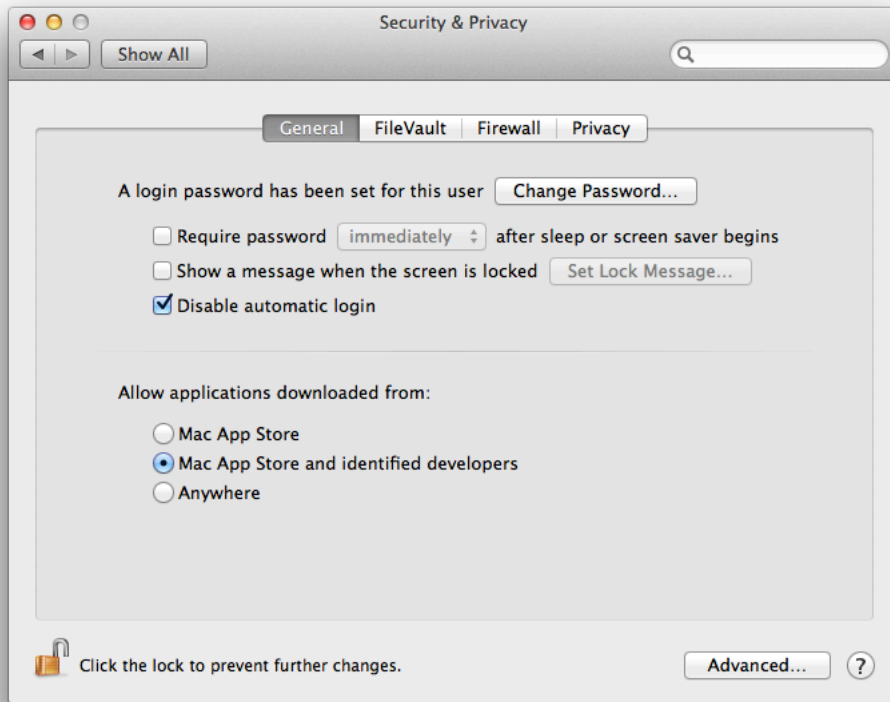 Security & Privacy
Show All
General FileVault Firewall Privacy
A login password has been set for this user Change Password...
Require password immediately after sleep or screen saver begins
Show a message when the screen is locked Set Lock Message...
Disable automatic login
Allow applications downloaded from:
Mac App Store
Mac App Store and identified developers
Anywhere
Click the lock to prevent further changes. Advanced... ?